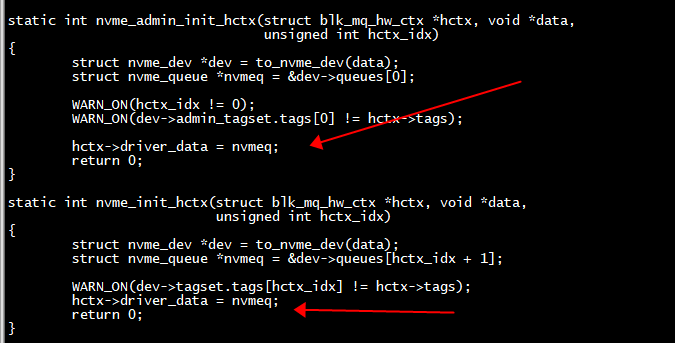 static int nvme_admin_init_hctx(struct blk_mq_hw_ctx *hctx, void *data,
                                unsigned int hctx_idx)
{
        struct nvme_dev *dev = to_nvme_dev(data);
        struct nvme_queue *nvmeq = &dev->queues[0];

        WARN_ON(hctx_idx != 0);
        WARN_ON(dev->admin_tagset.tags[0] != hctx->tags);

        hctx->driver_data = nvmeq;
        return 0;
}

static int nvme_init_hctx(struct blk_mq_hw_ctx *hctx, void *data,
                          unsigned int hctx_idx)
{
        struct nvme_dev *dev = to_nvme_dev(data);
        struct nvme_queue *nvmeq = &dev->queues[hctx_idx + 1];

        WARN_ON(dev->tagset.tags[hctx_idx] != hctx->tags);
        hctx->driver_data = nvmeq;
        return 0;
}